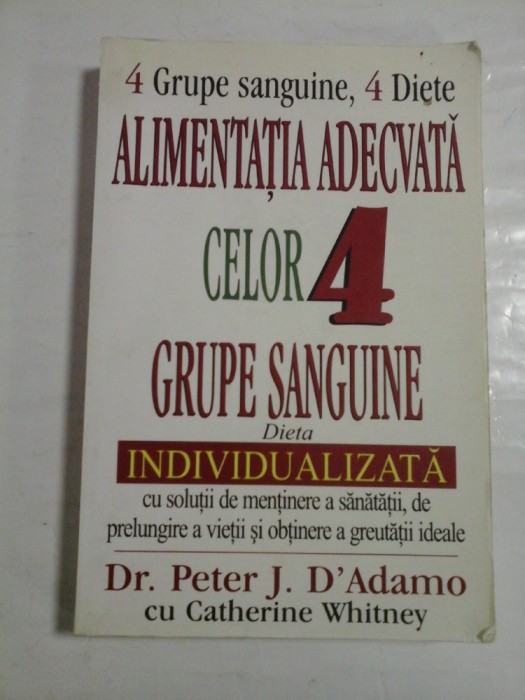 4 Grupe sanguine, 4 Diete
ALIMENTAȚIA ADECVATĂ
CELOR 4
GRUPE SANGUINE
Dieta
INDIVIDUALIZATĂ
cu soluții de menținere a sănătății, de
prelungire a vieții și obținere a greutății ideale
Dr. Peter J. D'Adamo
cu Catherine Whitney